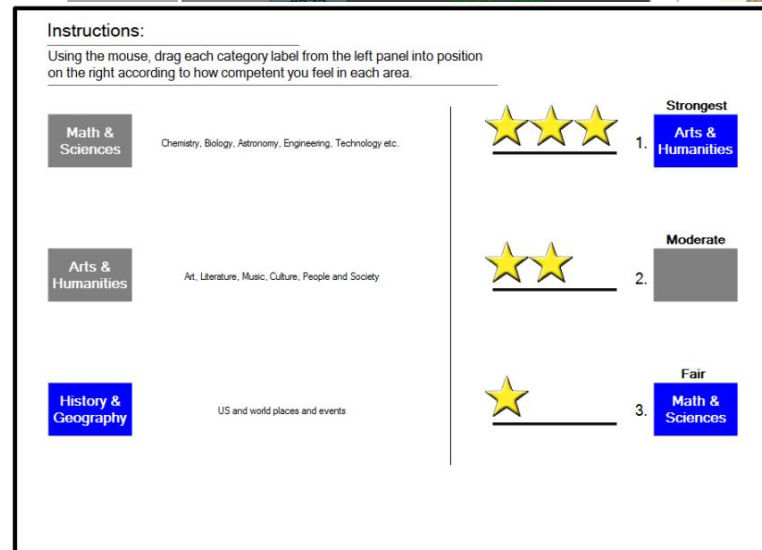 Instructions:
Using the mouse, drag each category label from the left panel into position
on the right according to how competent you feel in each area.
Math &
Sciences
Chemistry, Biology, Astronomy, Engineering, Technology etc.
Strongest
1.
Arts &
Humanities
Arts &
Humanities
Art, Literature, Music, Culture, People and Society
Moderate
2.
History &
Geography
US and world places and events
Fair
3.
Math &
Sciences